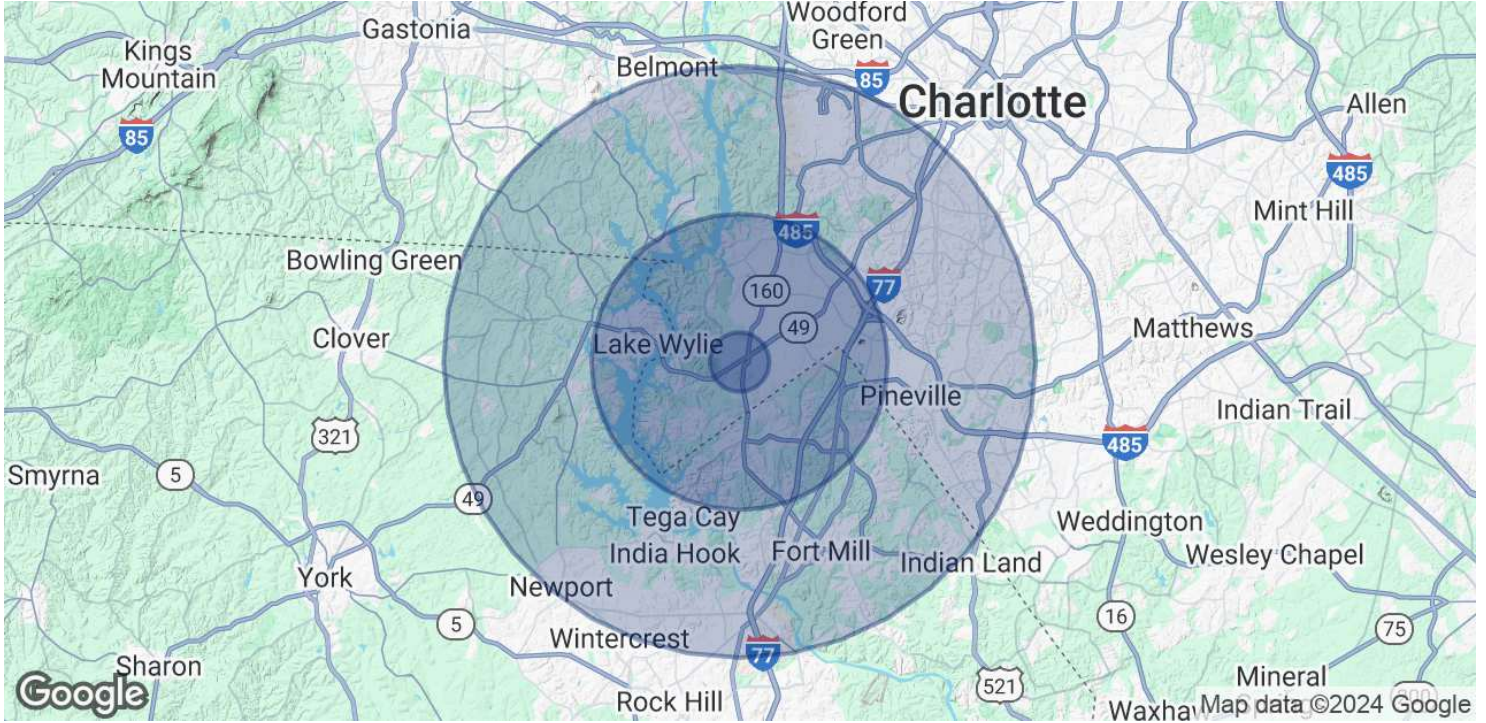 Woodford
Green
Gastonia
Kings
Mountain
Belmont
85
Charlotte
Allen
85
485
Mint Hill
485
Bowling Green
77
160
49
Matthews
Clover
Lake Wylie
Pineville
Indian Trail
321
485
Smyrna
5
49
Tega Cay
Weddington
India Hook
Fort Mill
Indian Land
Wesley Chapel
York
Newport
16
5
75
Wintercrest
77
Sharon
Mineral
521
Rock Hill
Google
Map data ©2024 Google